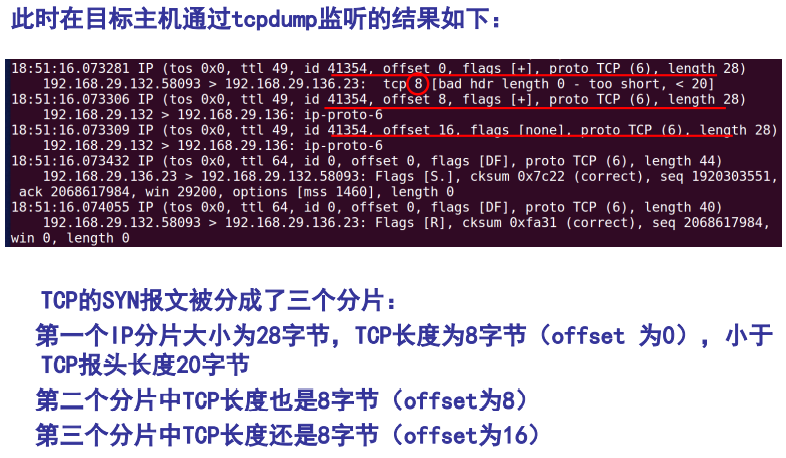 此时在目标主机通过tcpdump监听的结果如下：
18:51:16.073281 IP (tos 0x0, ttl 49, id 41354, offset 0, flags [+], proto TCP (6), length 28)
192.168.29.132.58093 > 192.168.29.136.23:  tcp 8 [bad hdr length 0 - too short, < 20]
18:51:16.073306 IP (tos 0x0, ttl 49, id 41354, offset 8, flags [+], proto TCP (6), length 28)
192.168.29.132 > 192.168.29.136: ip-proto-6
18:51:16.073309 IP (tos 0x0, ttl 49, id 41354, offset 16, flags [none], proto TCP (6), length 28)
192.168.29.132 > 192.168.29.136: ip-proto-6
18:51:16.073432 IP (tos 0x0, ttl 64, id 0, offset 0, flags [DF], proto TCP (6), length 44)
192.168.29.136.23 > 192.168.29.132.58093: Flags [S.], cksum 0x7c22 (correct), seq 1920303551,
ack 2068617984, win 29200, options [mss 1460], length 0
18:51:16.074055 IP (tos 0x0, ttl 64, id 0, offset 0, flags [DF], proto TCP (6), length 40)
192.168.29.132.58093 > 192.168.29.136.23: Flags [R], cksum 0xfa31 (correct), seq 2068617984,
win 0, length 0
TCP的SYN报文被分成了三个分片：
第一个IP分片大小为28字节，TCP长度为8字节（offset 为0），小于
TCP报头长度20字节
第二个分片中TCP长度也是8字节（offset为8）
第三个分片中TCP长度还是8字节（offset为16）